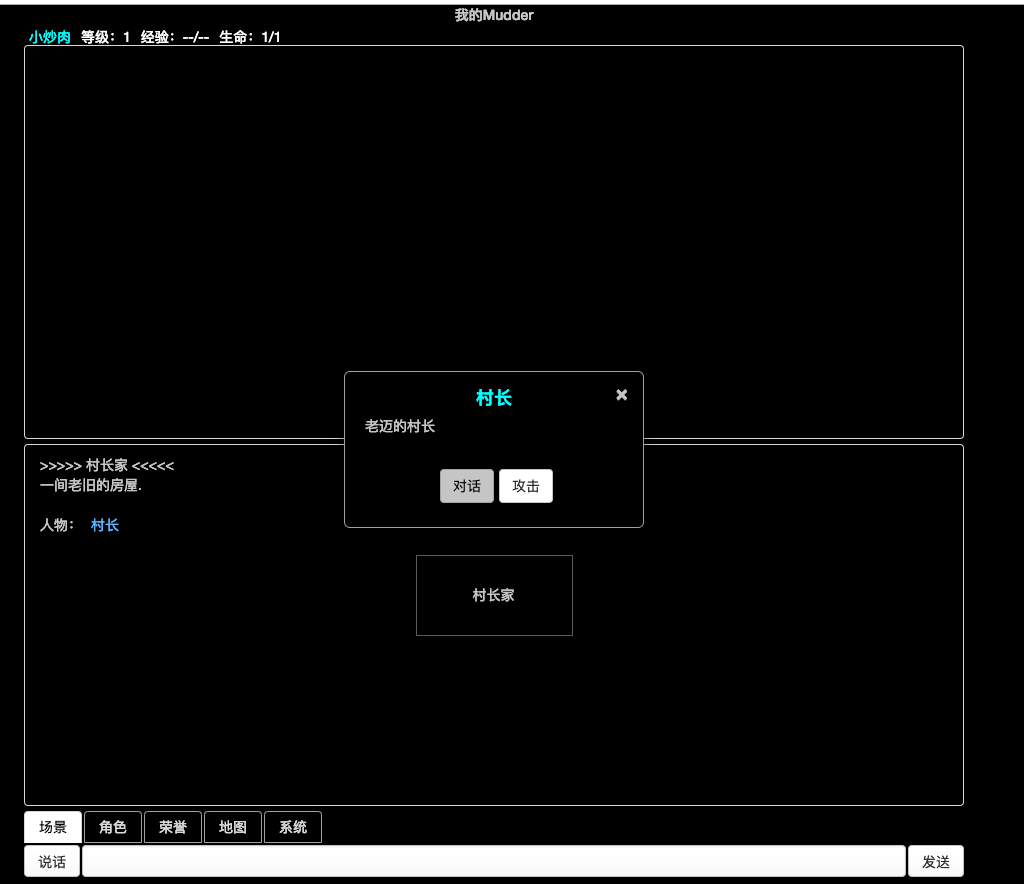 我的Mudder
小炒肉 等级：1 经验：--/-- 生命：1/1
村长 ×
老迈的村长
对话 攻击
>>>>> 村长家 <<<<<
一间老旧的房屋.
人物： 村长
村长家
场景 角色 荣誉 地图 系统
说话 发送